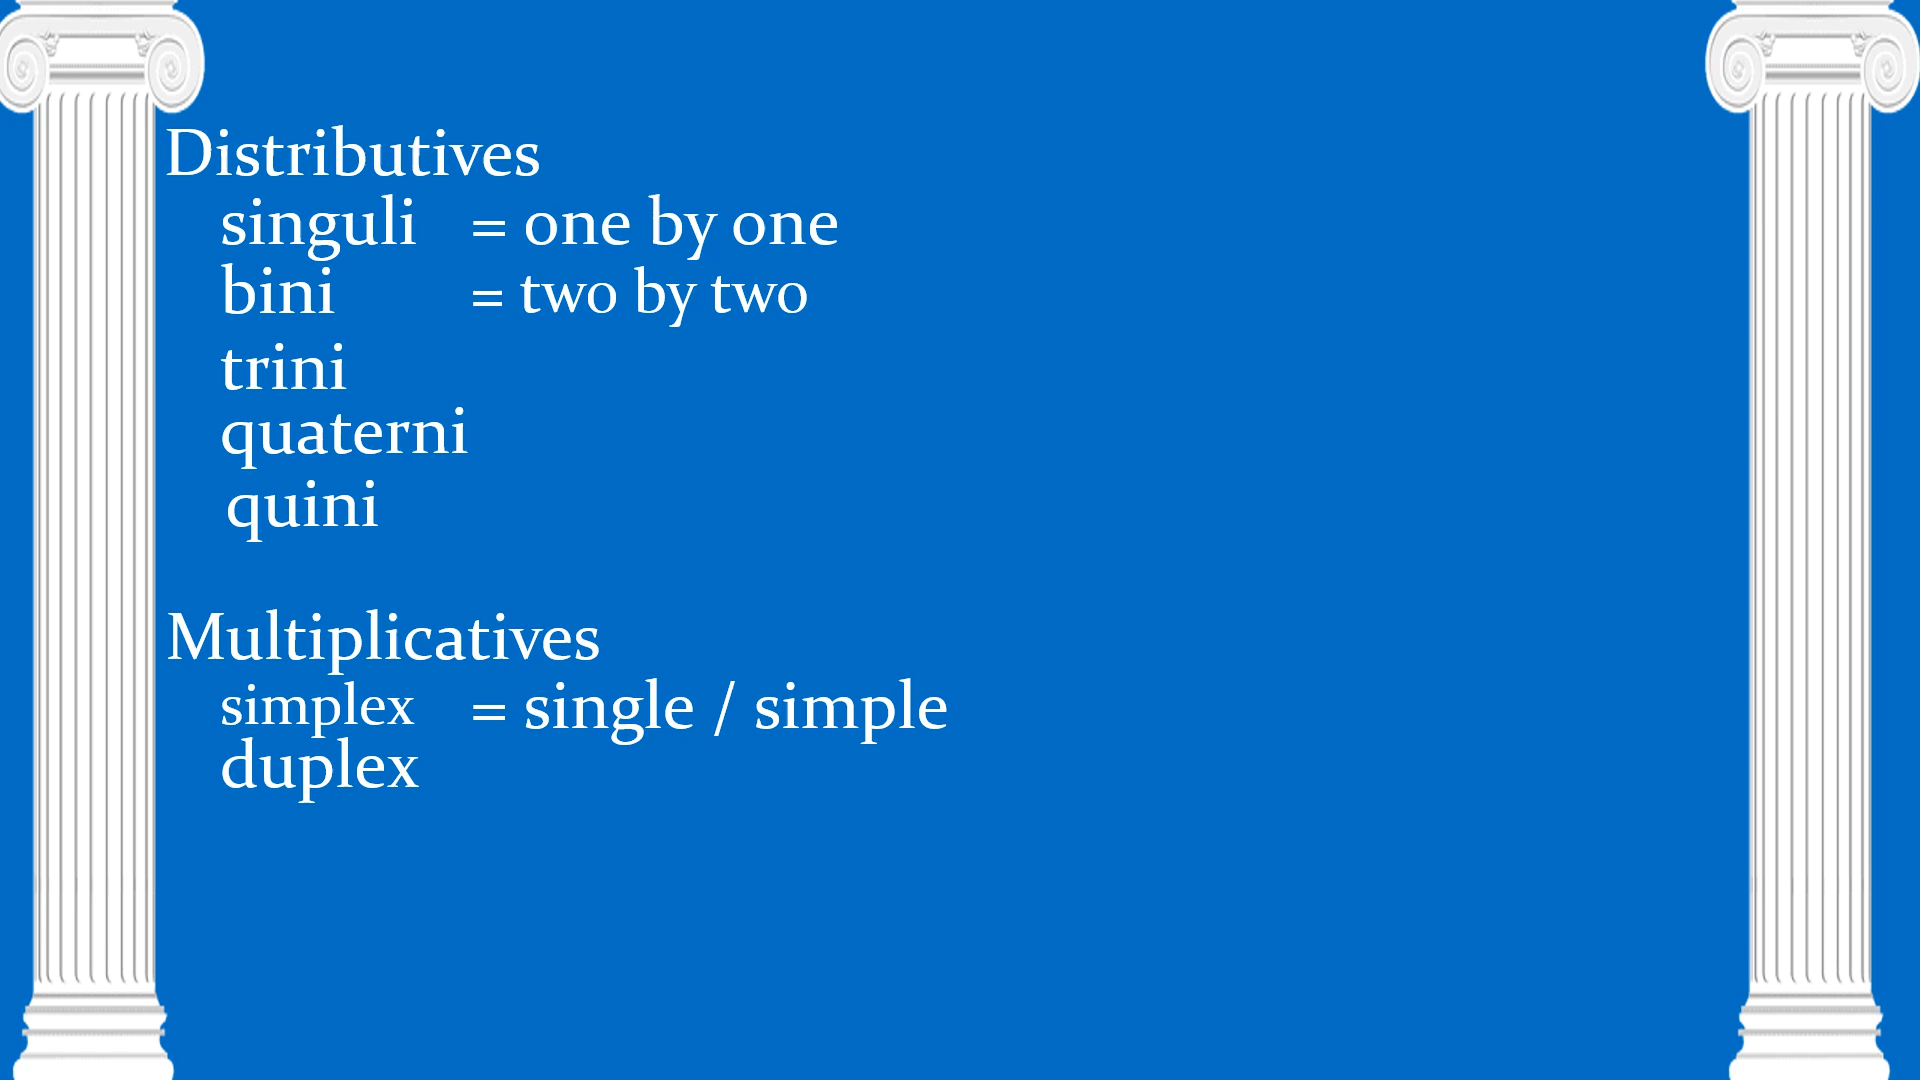 Distributives
singuli = one by one
bini = two by two
trini
quaterni
quini
Multiplicatives
simplex = single / simple
duplex